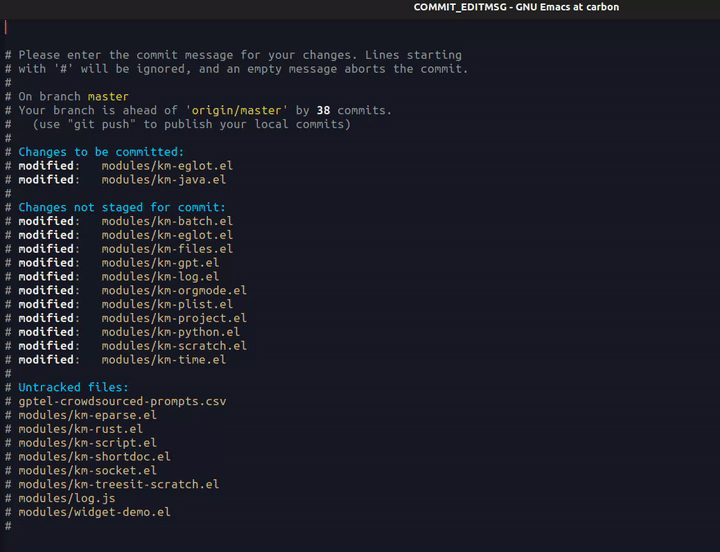 COMMIT_EDITMSG - GNU Emacs at carbon
# Please enter the commit message for your changes. Lines starting
# with '#' will be ignored, and an empty message aborts the commit.
#
# On branch master
# Your branch is ahead of 'origin/master' by 38 commits.
#   (use "git push" to publish your local commits)
#
# Changes to be committed:
# modified:   modules/km-eglot.el
# modified:   modules/km-java.el
#
# Changes not staged for commit:
# modified:   modules/km-batch.el
# modified:   modules/km-eglot.el
# modified:   modules/km-files.el
# modified:   modules/km-gpt.el
# modified:   modules/km-log.el
# modified:   modules/km-orgmode.el
# modified:   modules/km-plist.el
# modified:   modules/km-project.el
# modified:   modules/km-python.el
# modified:   modules/km-scratch.el
# modified:   modules/km-time.el
#
# Untracked files:
# gptel-crowdsourced-prompts.csv
# modules/km-eparse.el
# modules/km-rust.el
# modules/km-script.el
# modules/km-shortdoc.el
# modules/km-socket.el
# modules/km-treesit-scratch.el
# modules/log.js
# modules/widget-demo.el
#